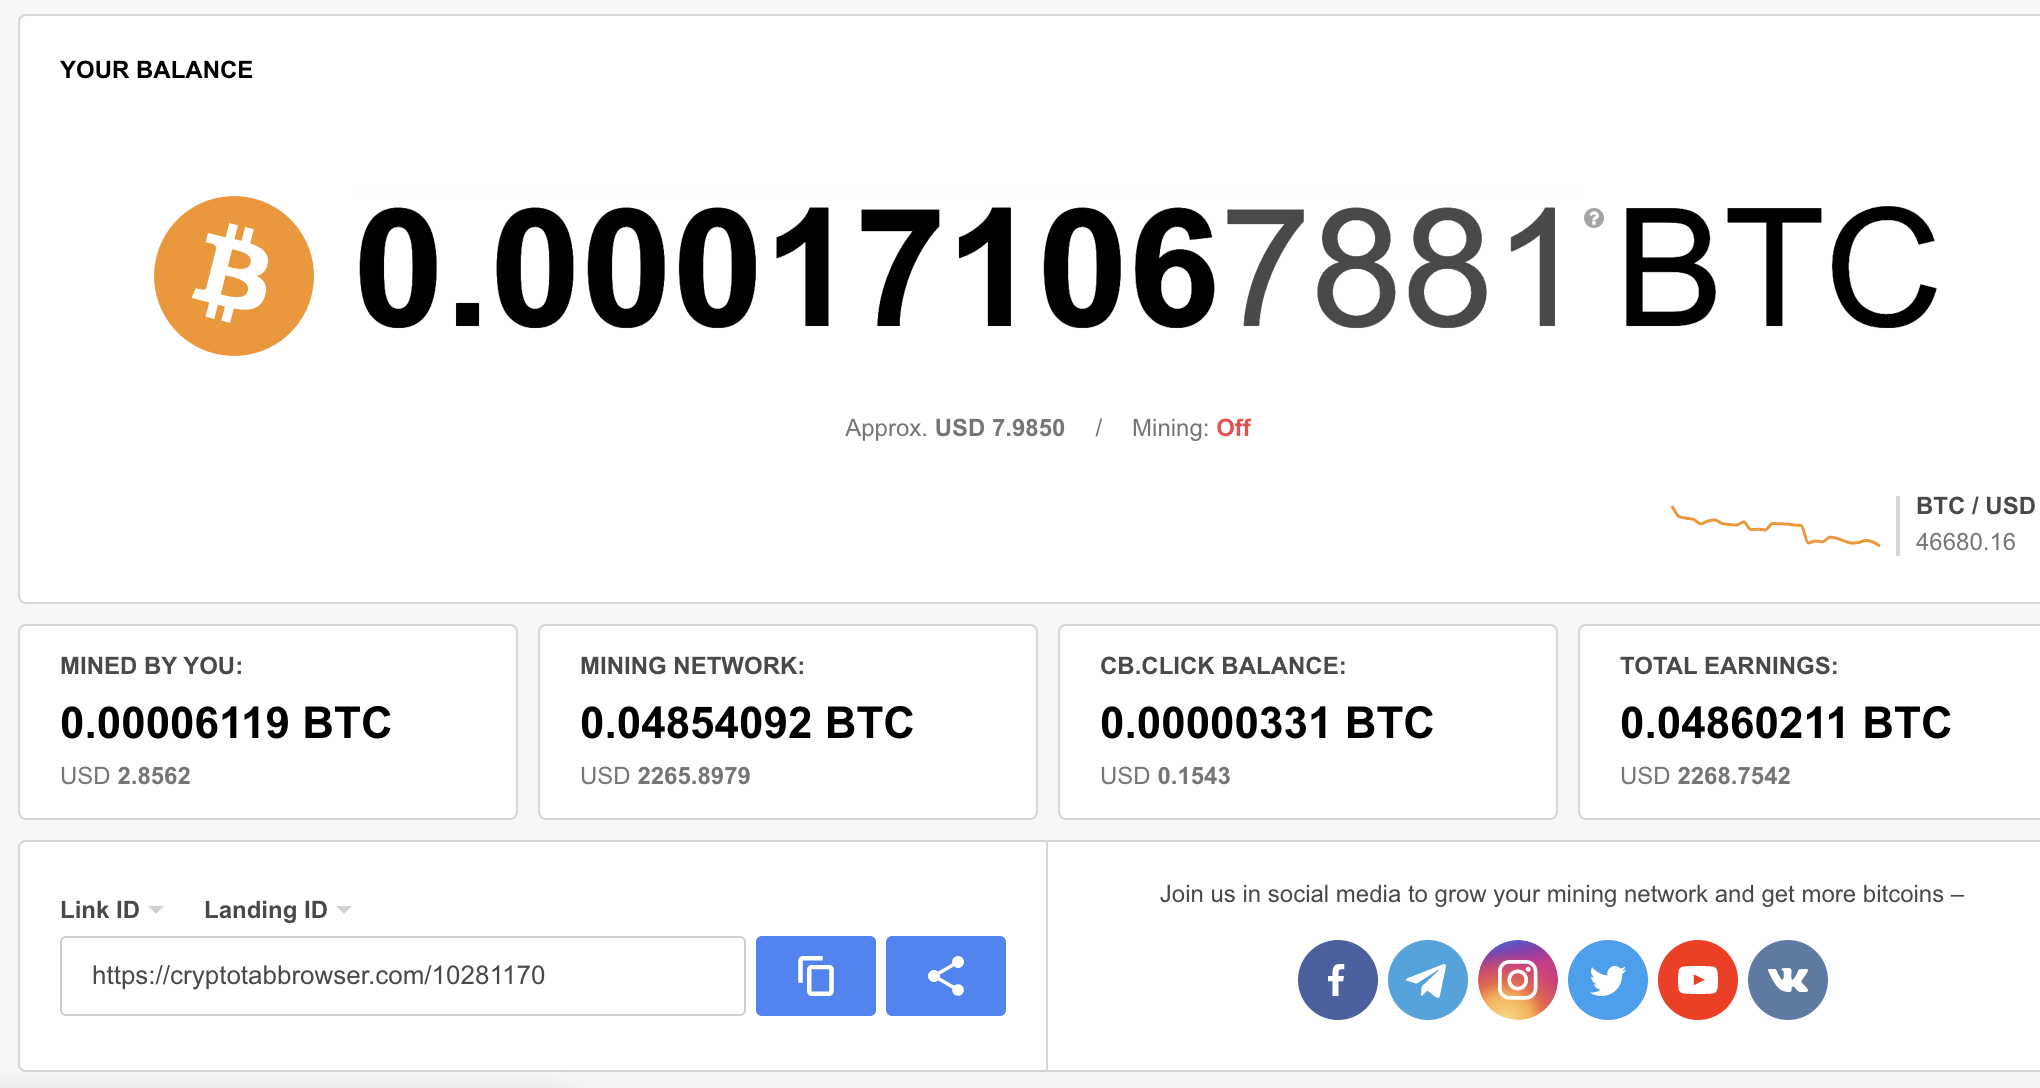 YOUR BALANCE
0.000171067881 ? BTC
Approx. USD 7.9850 / Mining: Off
BTC / USD
46680.16
MINED BY YOU:
0.00006119 BTC
USD 2.8562
MINING NETWORK:
0.04854092 BTC
USD 2265.8979
CB.CLICK BALANCE:
0.00000331 BTC
USD 0.1543
TOTAL EARNINGS:
0.04860211 BTC
USD 2268.7542
Link ID Landing ID
https://cryptotabbrowser.com/10281170
Join us in social media to grow your mining network and get more bitcoins –